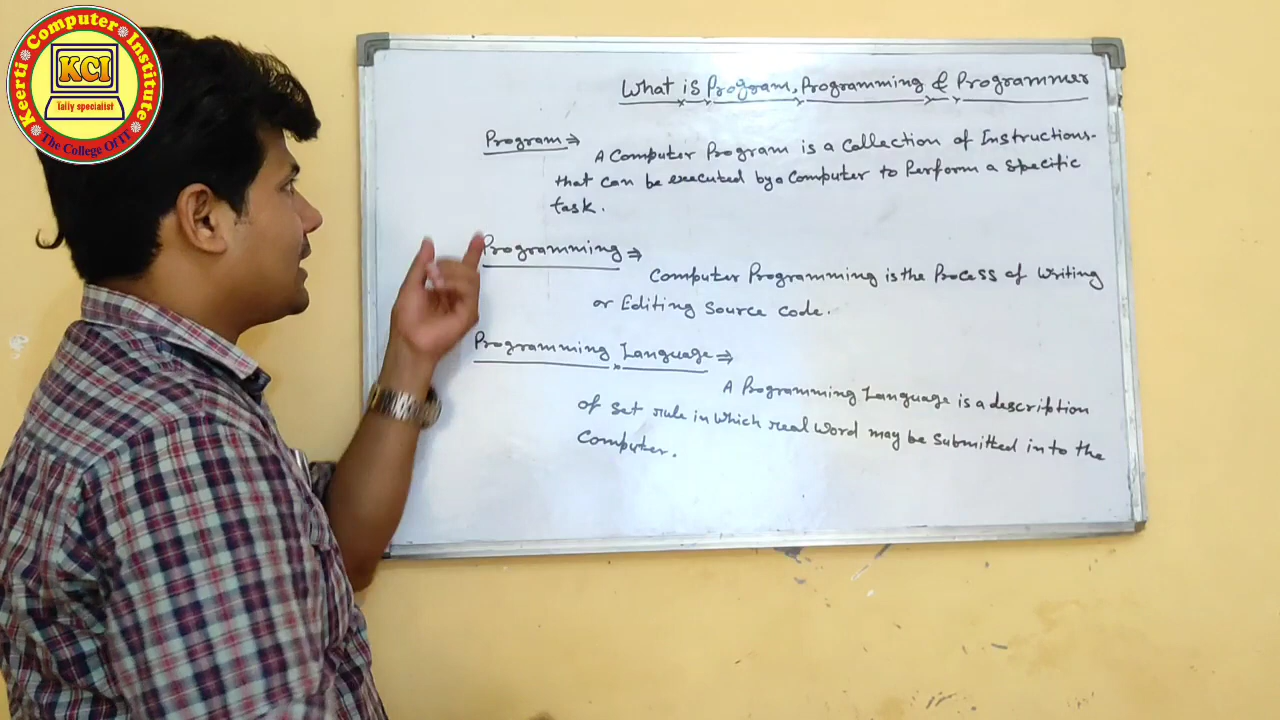 Keerti Computer Institute
KCI
Tally specialist
The College Of IT
What is Program, Programming & Programmer
Program ⇒
A Computer Program is a Collection of Instructions-
that can be executed by a Computer to Perform a Specific
task.
Programming ⇒
Computer Programming is the Process of Writing
or Editing Source code.
Programming Language ⇒
A Programming Language is a description
of set rule in which real word may be submitted in to the
Computer.